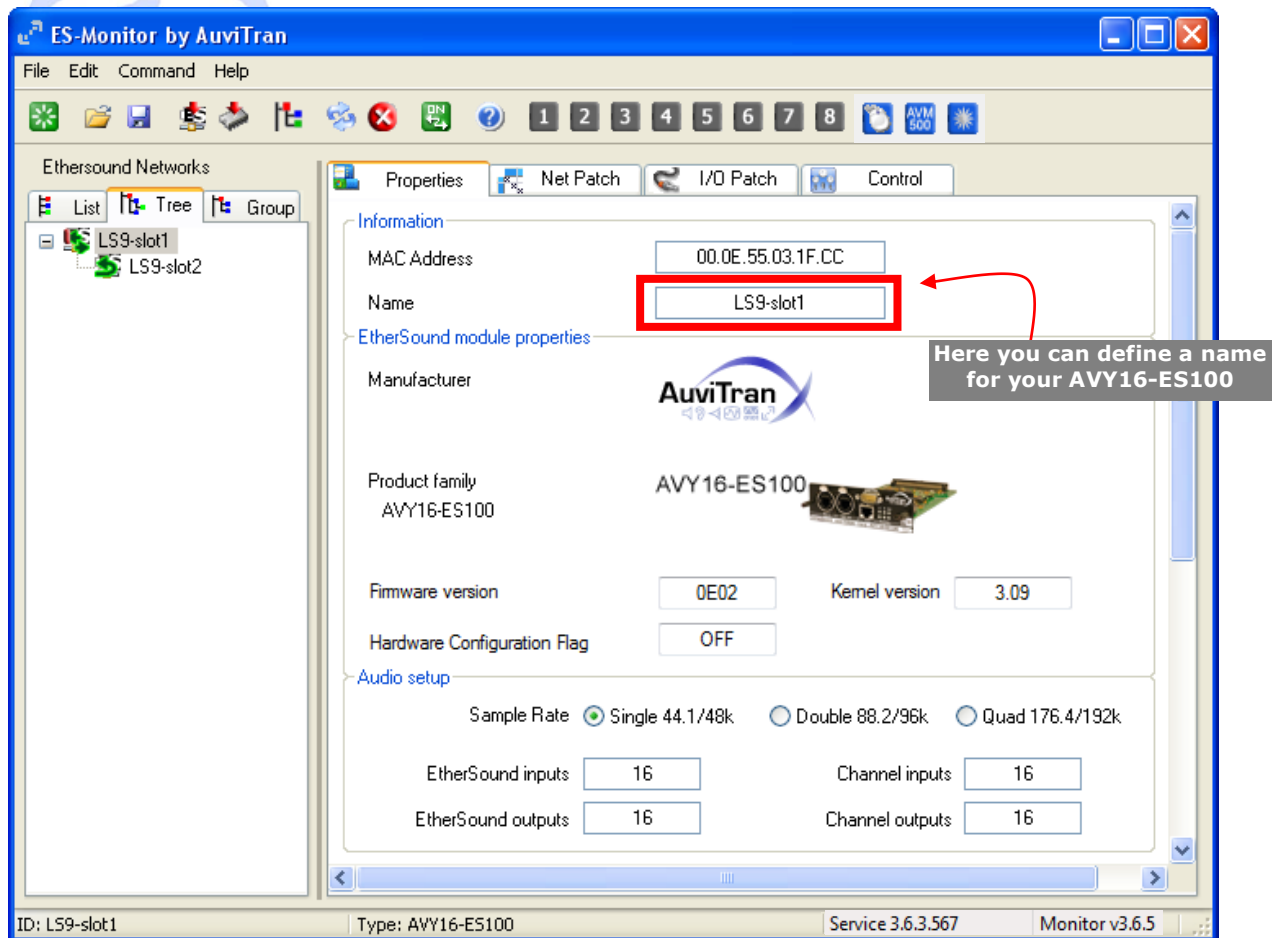 ES-Monitor by AuviTran
File Edit Command Help
ON
1 2 3 4 5 6 7 8
AVM 500
Ethersound Networks
List Tree Group
LS9-slot1
LS9-slot2
Properties Net Patch I/O Patch Control
Information
MAC Address 00.0E.55.03.1F.CC
Name LS9-slot1
Here you can define a name
for your AVY16-ES100
EtherSound module properties
Manufacturer AuviTran
Product family AVY16-ES100
AVY16-ES100
Firmware version 0E02 Kernel version 3.09
Hardware Configuration Flag OFF
Audio setup
Sample Rate Single 44.1/48k Double 88.2/96k Quad 176.4/192k
EtherSound inputs 16 Channel inputs 16
EtherSound outputs 16 Channel outputs 16
ID: LS9-slot1 Type: AVY16-ES100 Service 3.6.3.567 Monitor v3.6.5